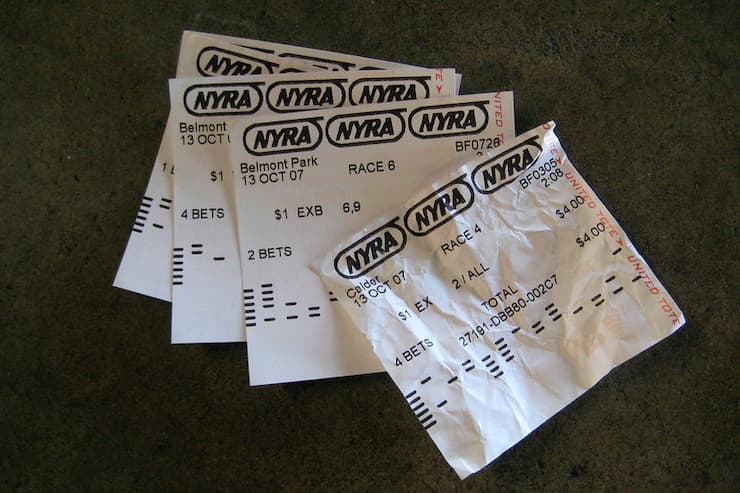 NYRA
NYRA NYRA NYRA
Belmont
13 OCT
$1
4 BETS
NYRA NYRA NYRA
BF0726
Belmont Park
13 OCT 07
RACE 6
$1 EXB 6,9
2 BETS
NYRA NYRA NYRA
BF0305
Calder RACE 4 2:08
13 OCT 07
$1 EX 2 / ALL $4.00
TOTAL $4.00
4 BETS 27191-DBB80-002C7
UNITED TOTE
UNITED TOTE